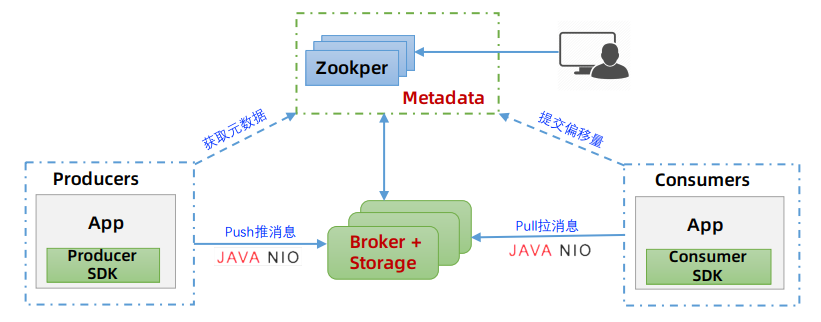 Zookper
Metadata
获取元数据
提交偏移量
Producers
App
Producer
SDK
Push推消息
JAVA NIO
Broker +
Storage
Pull拉消息
JAVA NIO
Consumers
App
Consumer
SDK